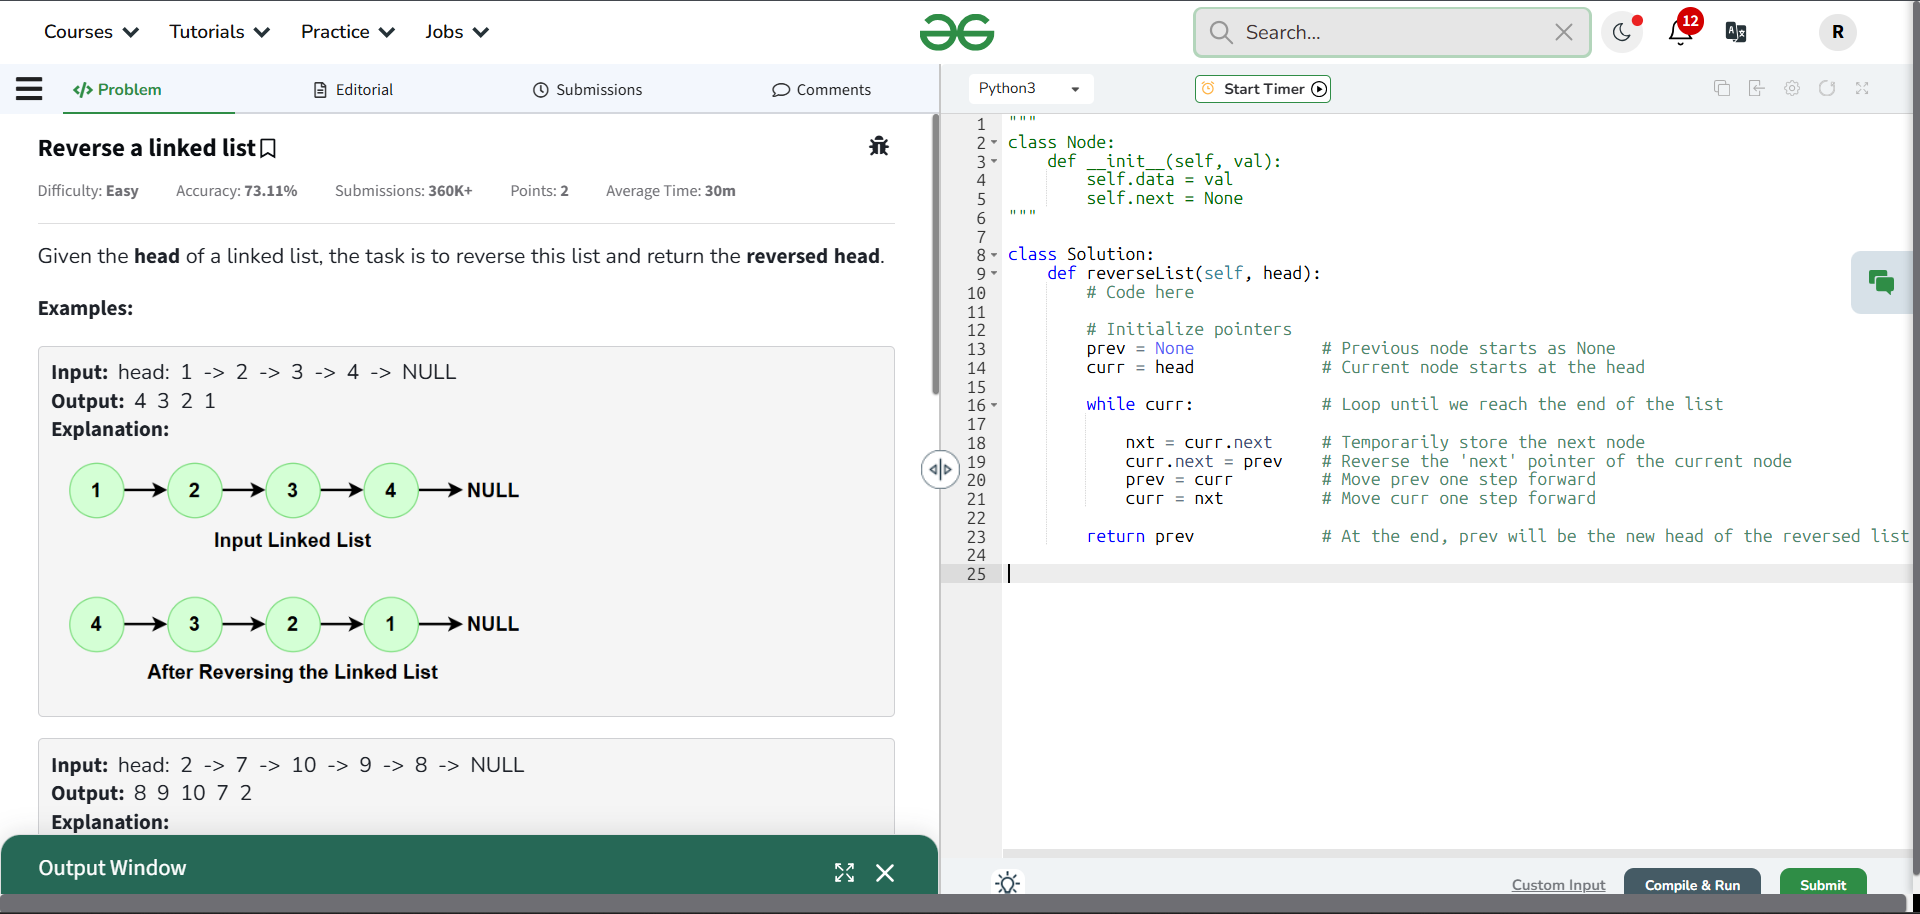 Courses Tutorials Practice Jobs Search... 12 R
Problem Editorial Submissions Comments
Reverse a linked list
Difficulty: Easy Accuracy: 73.11% Submissions: 360K+ Points: 2 Average Time: 30m
Given the head of a linked list, the task is to reverse this list and return the reversed head.
Examples:
Input: head: 1 -> 2 -> 3 -> 4 -> NULL
Output: 4 3 2 1
Explanation:
1 2 3 4 NULL
Input Linked List
4 3 2 1 NULL
After Reversing the Linked List
Input: head: 2 -> 7 -> 10 -> 9 -> 8 -> NULL
Output: 8 9 10 7 2
Explanation:
Output Window
Python3 Start Timer
1 """
2 class Node:
3     def __init__(self, val):
4         self.data = val
5         self.next = None
6 """
7
8 class Solution:
9     def reverseList(self, head):
10         # Code here
11
12         # Initialize pointers
13         prev = None             # Previous node starts as None
14         curr = head             # Current node starts at the head
15
16         while curr:             # Loop until we reach the end of the list
17
18             nxt = curr.next     # Temporarily store the next node
19             curr.next = prev    # Reverse the 'next' pointer of the current node
20             prev = curr         # Move prev one step forward
21             curr = nxt          # Move curr one step forward
22
23         return prev             # At the end, prev will be the new head of the reversed list
24
25
Custom Input Compile & Run Submit